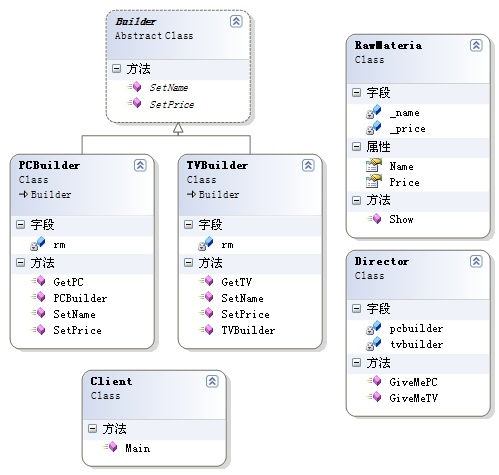 Builder
Abstract Class
方法
SetName
SetPrice
PCBuilder
Class
Builder
字段
rm
方法
GetPC
PCBuilder
SetName
SetPrice
TVBuilder
Class
Builder
字段
rm
方法
GetTV
SetName
SetPrice
TVBuilder
RawMateria
Class
字段
_name
_price
属性
Name
Price
方法
Show
Director
Class
字段
pcbuilder
tvbuilder
方法
GiveMePC
GiveMeTV
Client
Class
方法
Main